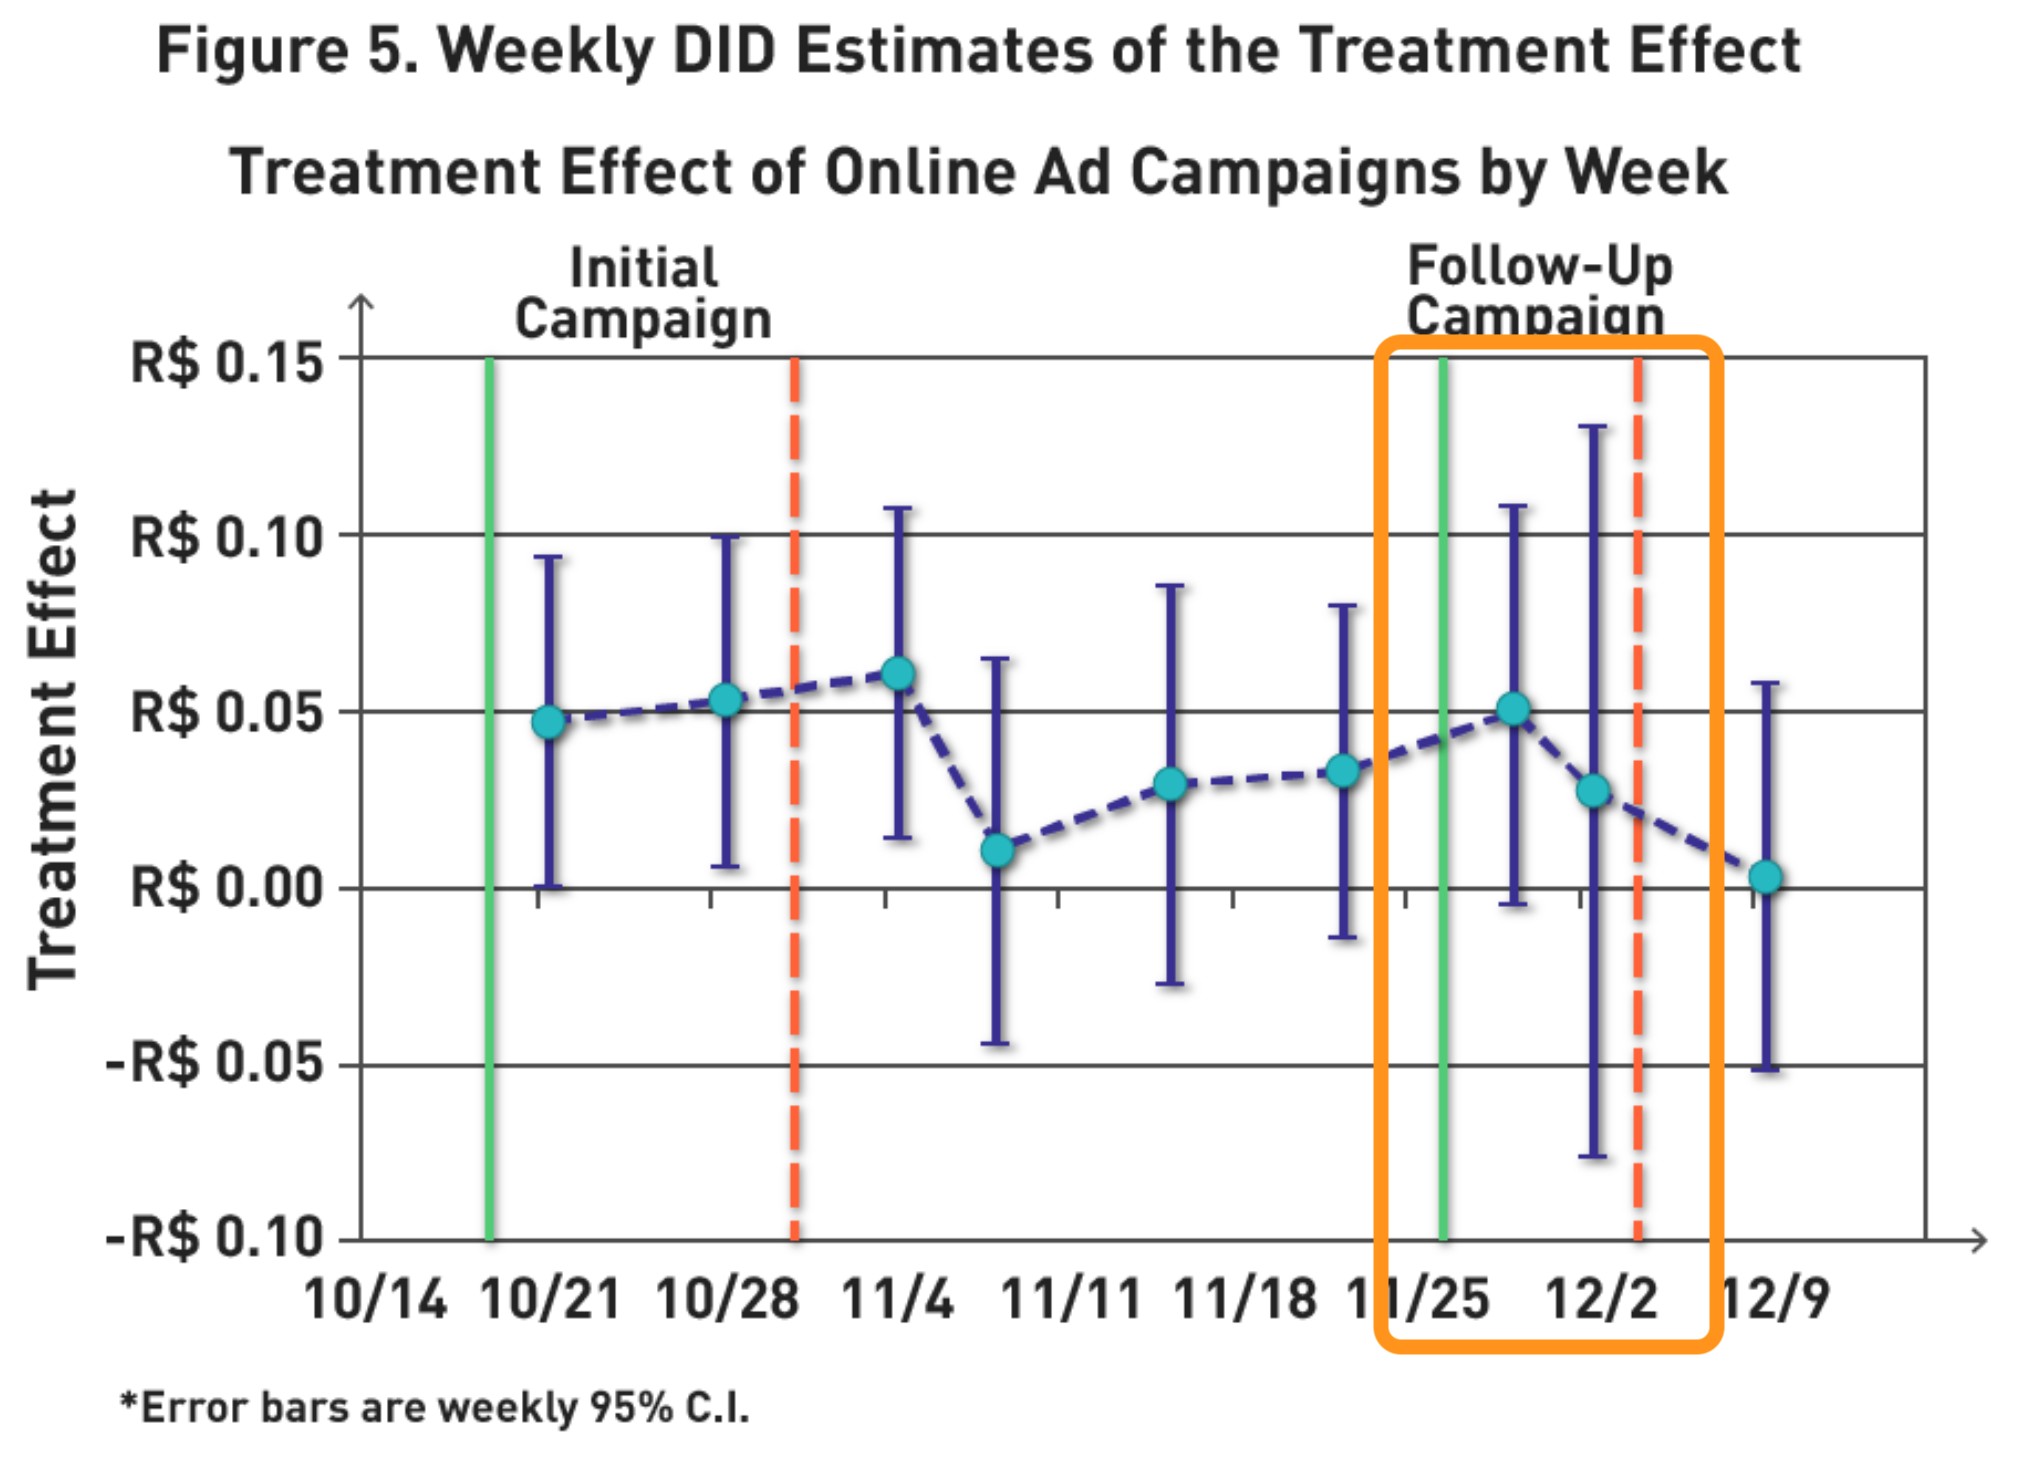 Figure 5. Weekly DID Estimates of the Treatment Effect
Treatment Effect of Online Ad Campaigns by Week
Initial
Campaign
Follow-Up
Campaign
Treatment Effect
R$ 0.15
R$ 0.10
R$ 0.05
R$ 0.00
-R$ 0.05
-R$ 0.10
10/14 10/21 10/28 11/4 11/11 11/18 11/25 12/2 12/9
*Error bars are weekly 95% C.I.